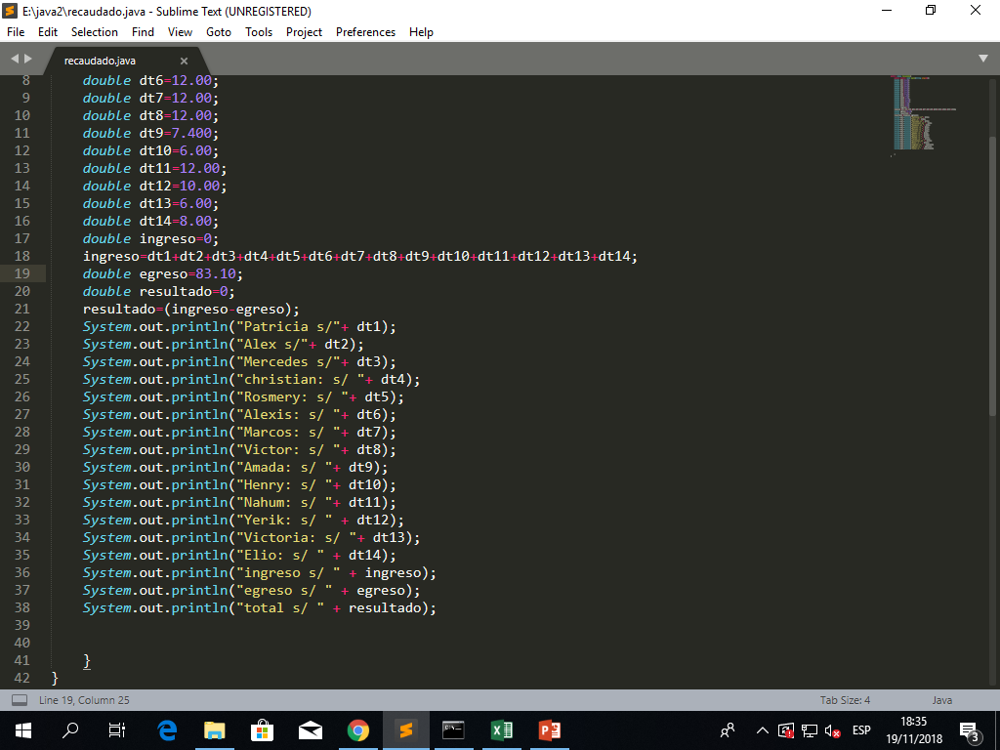 E:\java2\recaudado.java - Sublime Text (UNREGISTERED)
File Edit Selection Find View Goto Tools Project Preferences Help
recaudado.java
8 double dt6=12.00;
9 double dt7=12.00;
10 double dt8=12.00;
11 double dt9=7.400;
12 double dt10=6.00;
13 double dt11=12.00;
14 double dt12=10.00;
15 double dt13=6.00;
16 double dt14=8.00;
17 double ingreso=0;
18 ingreso=dt1+dt2+dt3+dt4+dt5+dt6+dt7+dt8+dt9+dt10+dt11+dt12+dt13+dt14;
19 double egreso=83.10;
20 double resultado=0;
21 resultado=(ingreso-egreso);
22 System.out.println("Patricia s/"+ dt1);
23 System.out.println("Alex s/"+ dt2);
24 System.out.println("Mercedes s/"+ dt3);
25 System.out.println("christian: s/ "+ dt4);
26 System.out.println("Rosmery: s/ "+ dt5);
27 System.out.println("Alexis: s/ "+ dt6);
28 System.out.println("Marcos: s/ "+ dt7);
29 System.out.println("Victor: s/ "+ dt8);
30 System.out.println("Amada: s/ "+ dt9);
31 System.out.println("Henry: s/ "+ dt10);
32 System.out.println("Nahum: s/ "+ dt11);
33 System.out.println("Yerik: s/ " + dt12);
34 System.out.println("Victoria: s/ "+ dt13);
35 System.out.println("Elio: s/ " + dt14);
36 System.out.println("ingreso s/ " + ingreso);
37 System.out.println("egreso s/ " + egreso);
38 System.out.println("total s/ " + resultado);
39
40
41 }
42 }
Line 19, Column 25 Tab Size: 4 Java
ESP
18:35
19/11/2018
3